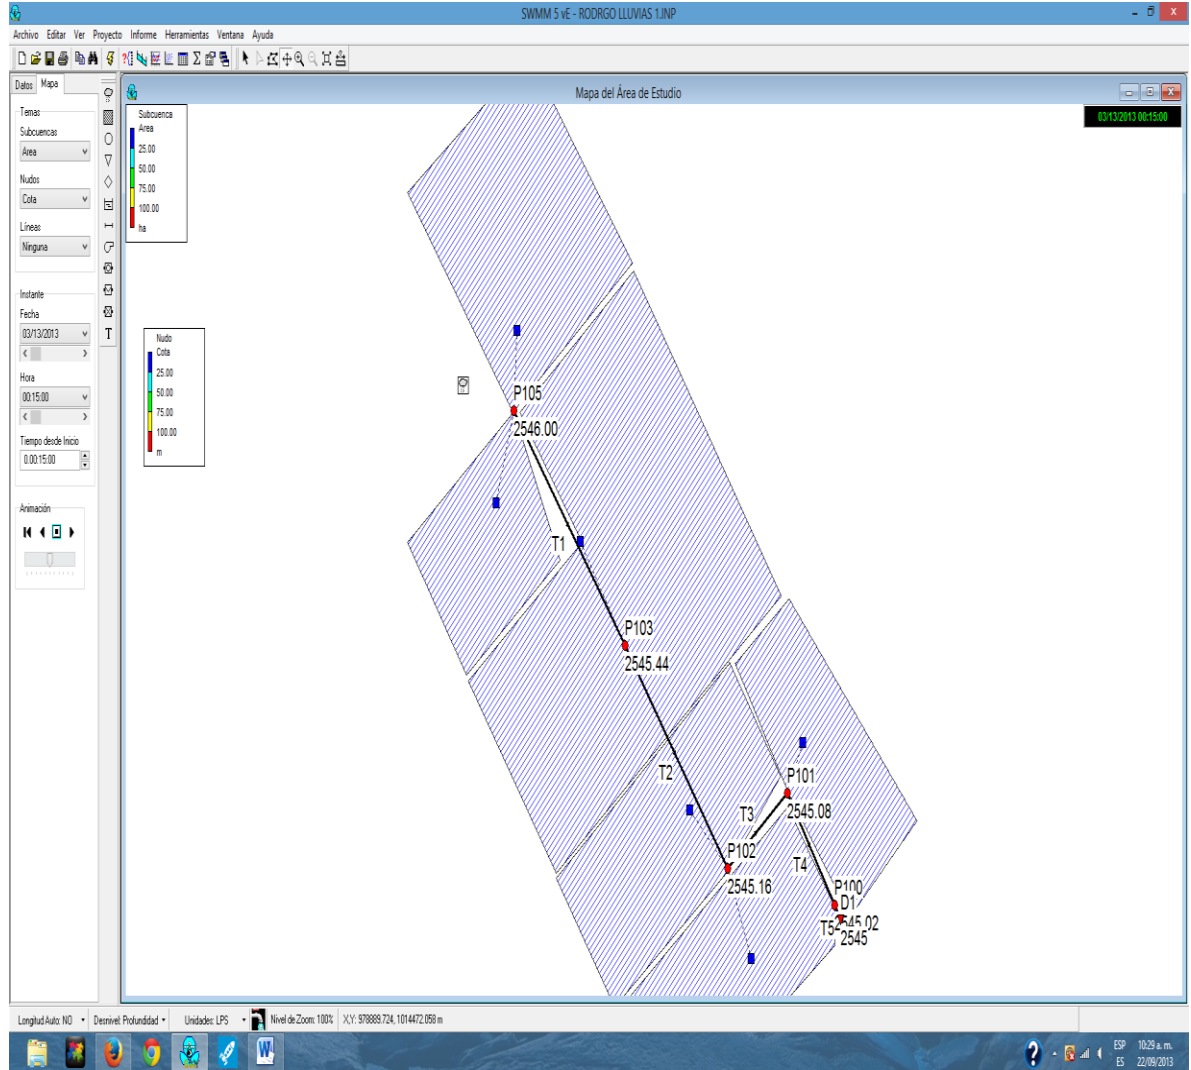 SWMM 5 vE - RODRGO LLUVIAS 1.INP
Archivo Editar Ver Proyecto Informe Herramientas Ventana Ayuda
Datos Mapa
Temas
Subcuencas
Area
Nudos
Cota
Líneas
Ninguna
Instante
Fecha
03/13/2013
Hora
00:15:00
Tiempo desde Inicio
0.00:15:00
Animación
T
Mapa del Área de Estudio
03/13/2013 00:15:00
Subcuenca
Area
25.00
50.00
75.00
100.00
ha
Nudo
Cota
25.00
50.00
75.00
100.00
m
P105
2546.00
T1
P103
2545.44
T2
P101
2545.08
T3
P102
2545.16
T4
P100
D1
2545.02
T5
2545
Longitud Auto: NO Desnivel: Profundidad Unidades: LPS Nivel de Zoom: 100% X,Y: 978889.724, 1014472.058 m
ESP 10:29 a. m.
ES 22/09/2013